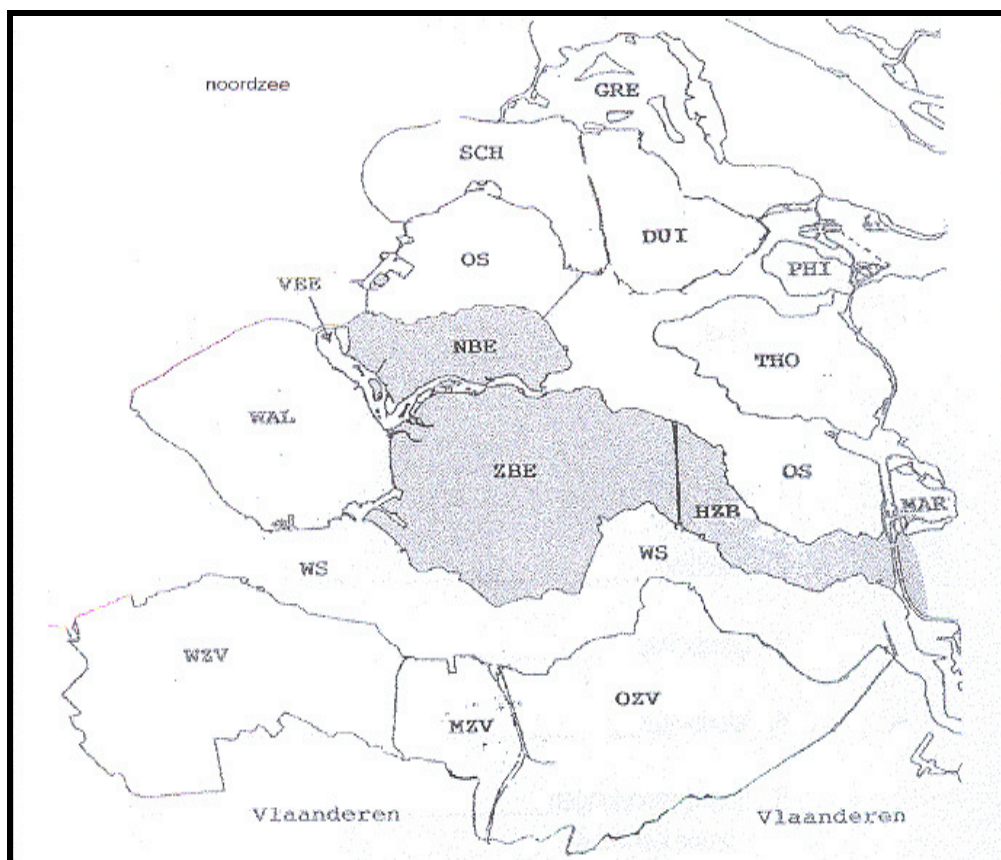 noordzee
GRE
SCH
DUI
OS
PHI
VEE
NBE
THO
WAL
ZBE
OS
HZB
MAR
WS
WS
WZV
OZV
MZV
Vlaanderen
Vlaanderen